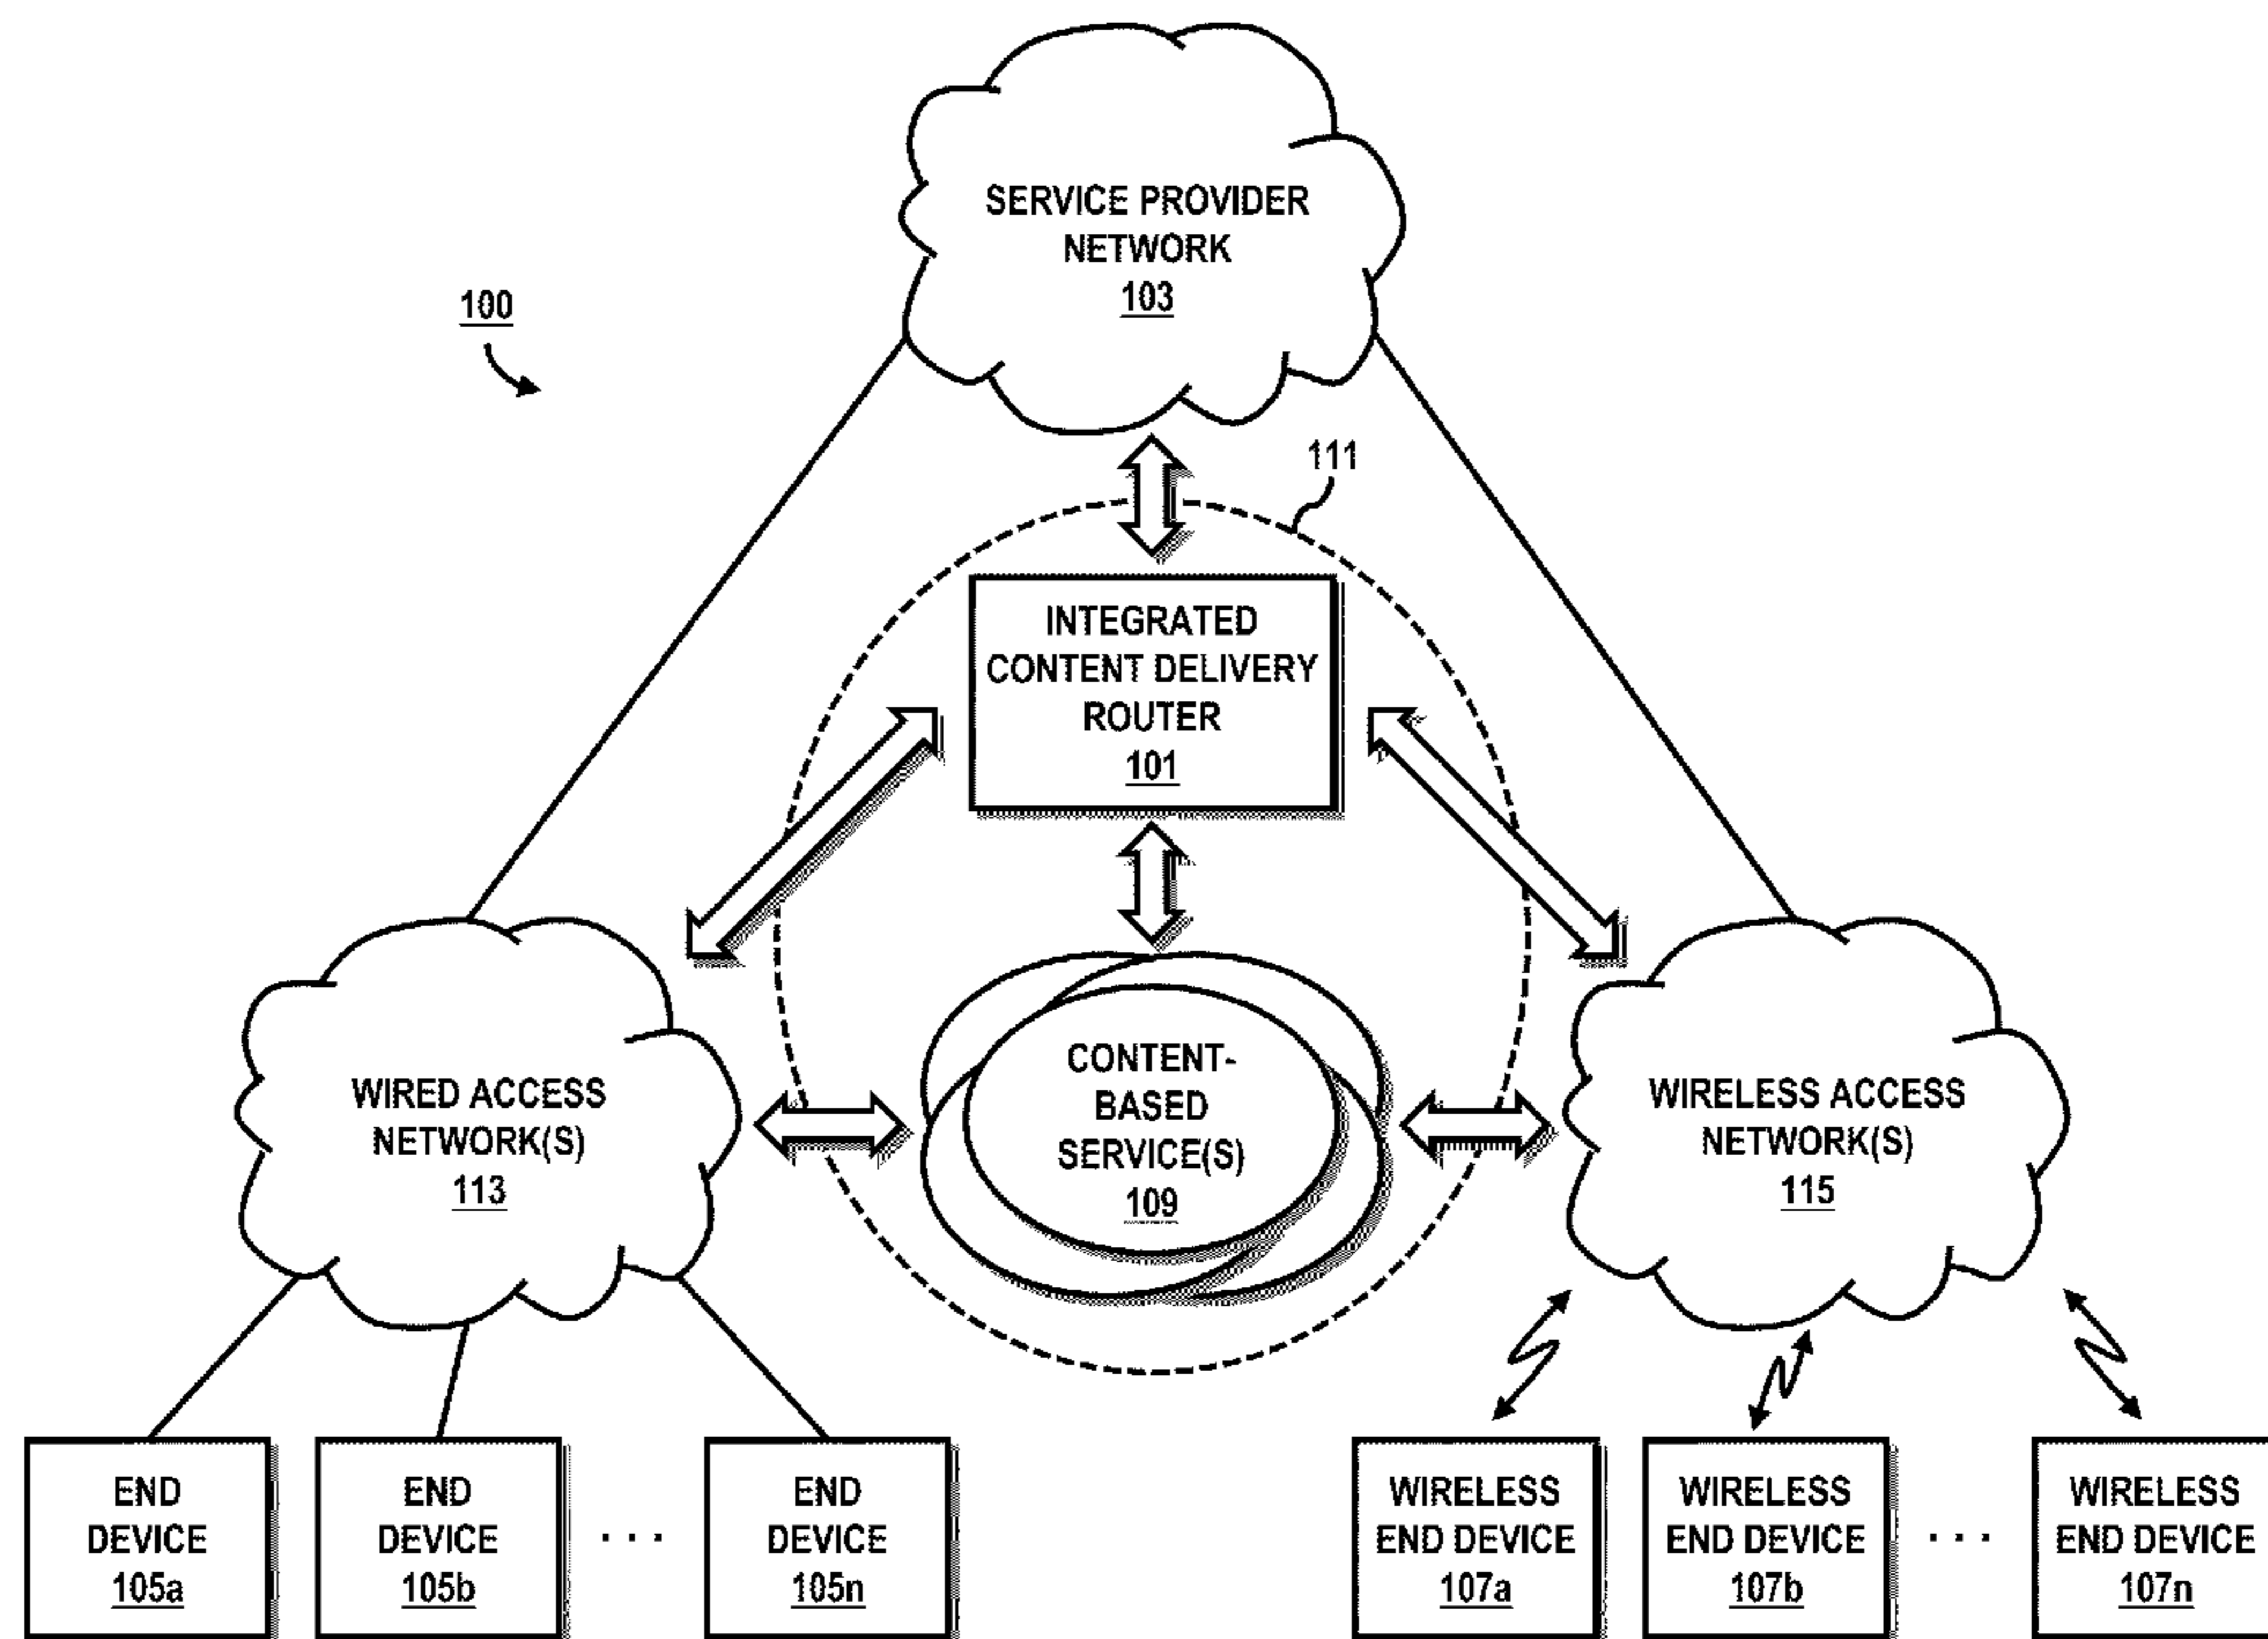 SERVICE PROVIDER
NETWORK
103
100
111
INTEGRATED
CONTENT DELIVERY
ROUTER
101
WIRED ACCESS
NETWORK(S)
113
CONTENT-
BASED
SERVICE(S)
109
WIRELESS ACCESS
NETWORK(S)
115
END
DEVICE
105a
END
DEVICE
105b
. . .
END
DEVICE
105n
WIRELESS
END DEVICE
107a
WIRELESS
END DEVICE
107b
. . .
WIRELESS
END DEVICE
107n